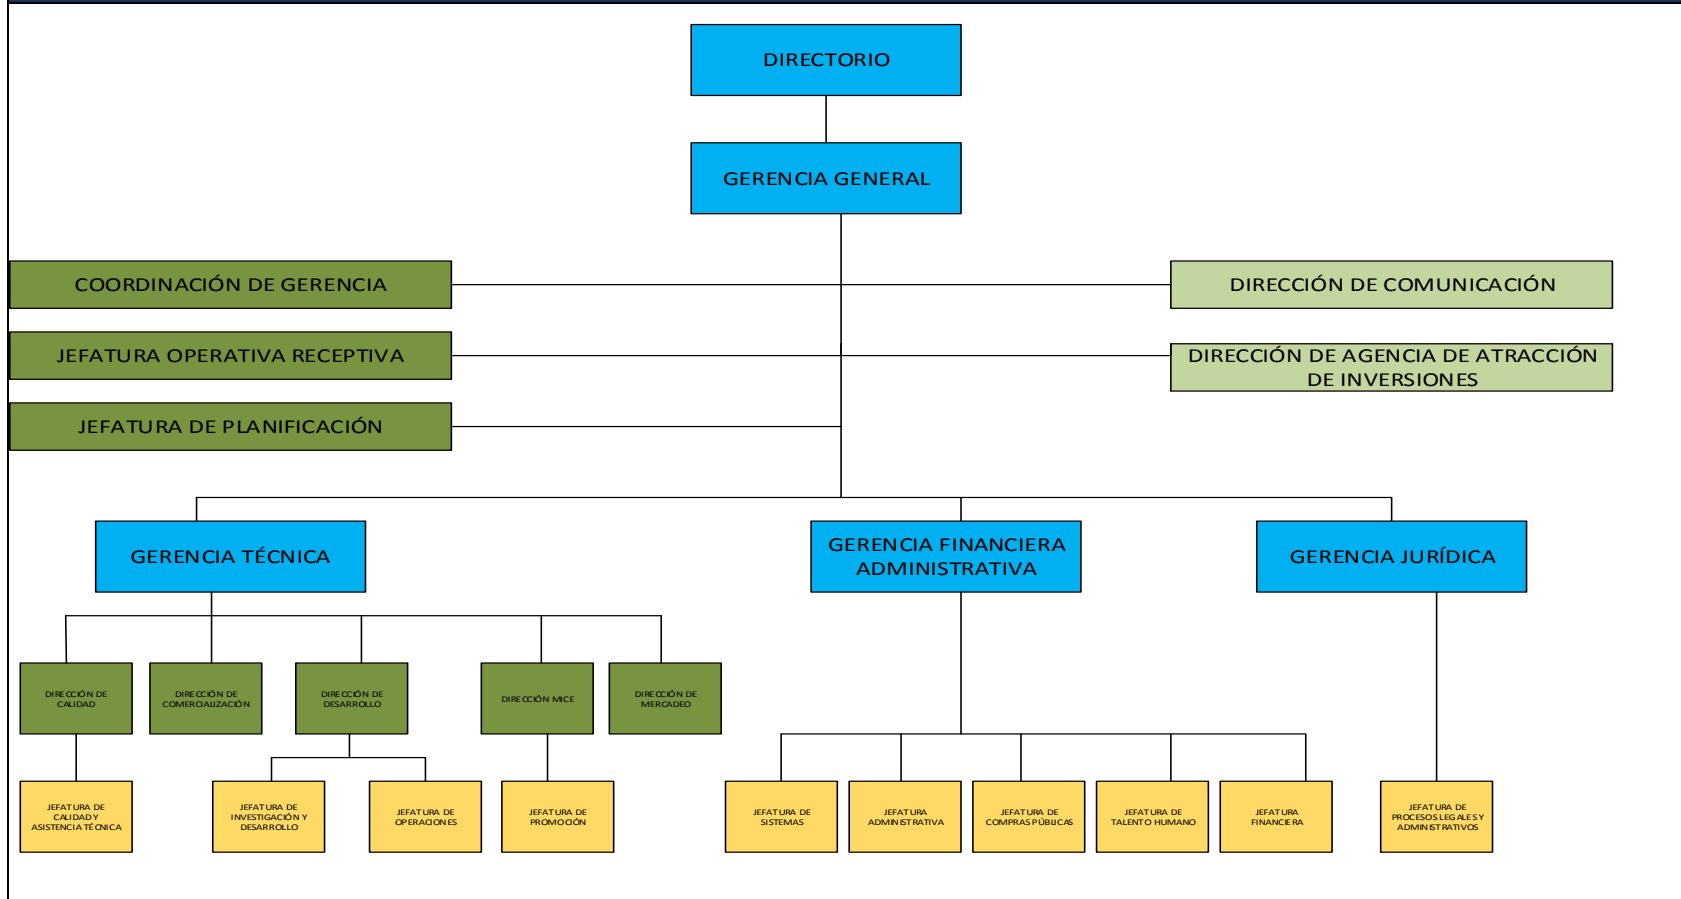 DIRECTORIO
GERENCIA GENERAL
COORDINACIÓN DE GERENCIA
DIRECCIÓN DE COMUNICACIÓN
JEFATURA OPERATIVA RECEPTIVA
DIRECCIÓN DE AGENCIA DE ATRACCIÓN
DE INVERSIONES
JEFATURA DE PLANIFICACIÓN
GERENCIA TÉCNICA
GERENCIA FINANCIERA
ADMINISTRATIVA
GERENCIA JURÍDICA
DIRECCIÓN DE
CALIDAD
DIRECCIÓN DE
COMERCIALIZACIÓN
DIRECCIÓN DE
DESARROLLO
DIRECCIÓN MICE
DIRECCIÓN DE
MERCADEO
JEFATURA DE
CALIDAD Y
ASISTENCIA TÉCNICA
JEFATURA DE
INVESTIGACIÓN Y
DESARROLLO
JEFATURA DE
OPERACIONES
JEFATURA DE
PROMOCIÓN
JEFATURA DE
SISTEMAS
JEFATURA
ADMINISTRATIVA
JEFATURA DE
COMPRAS PÚBLICAS
JEFATURA DE
TALENTO HUMANO
JEFATURA
FINANCIERA
JEFATURA DE
PROCESOS LEGALES Y
ADMINISTRATIVOS